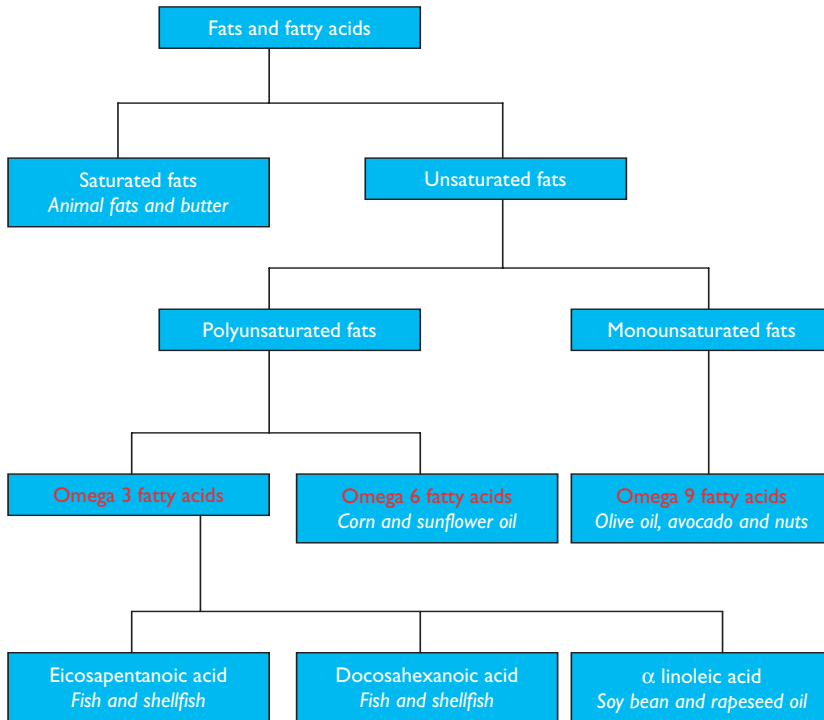 Fats and fatty acids
Saturated fats
Animal fats and butter
Unsaturated fats
Polyunsaturated fats
Monounsaturated fats
Omega 3 fatty acids
Omega 6 fatty acids
Corn and sunflower oil
Omega 9 fatty acids
Olive oil, avocado and nuts
Eicosapentanoic acid
Fish and shellfish
Docosahexanoic acid
Fish and shellfish
α linoleic acid
Soy bean and rapeseed oil